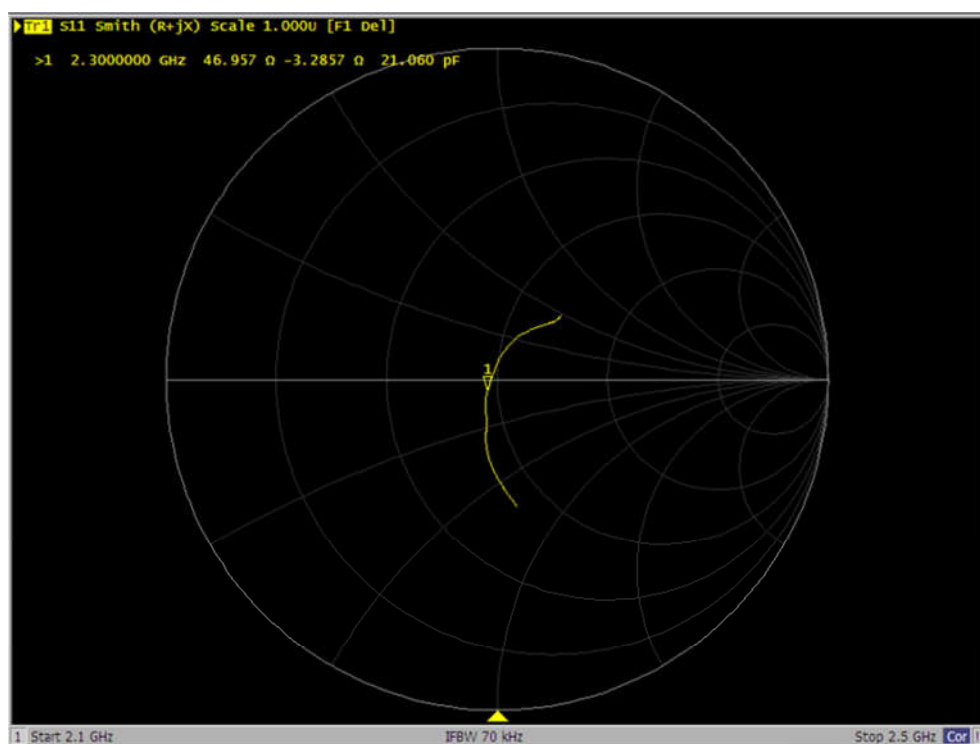 Tr1 S11 Smith (R+jX) Scale 1.000U [F1 Del]
>1 2.3000000 GHz 46.957 Ω -3.2857 Ω 21.060 pF
1
1 Start 2.1 GHz IFBW 70 kHz Stop 2.5 GHz Cor